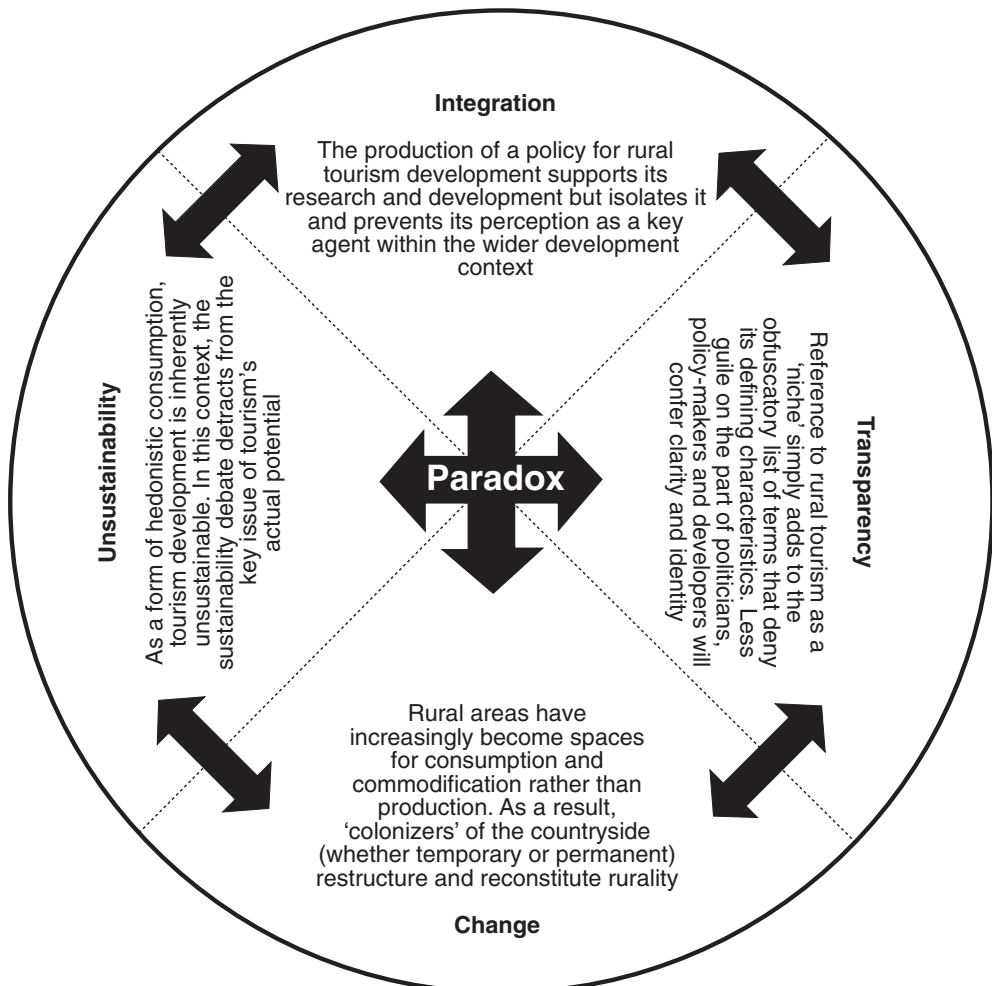 Integration
The production of a policy for rural
tourism development supports its
research and development but isolates it
and prevents its perception as a key
agent within the wider development
context
Unsustainability
As a form of hedonistic consumption,
tourism development is inherently
unsustainable. In this context, the
sustainability debate detracts from the
key issue of tourism's
actual potential
Paradox
Transparency
Reference to rural tourism as a
'niche' simply adds to the
obfuscatory list of terms that deny
its defining characteristics. Less
guile on the part of politicians,
policy-makers and developers will
confer clarity and identity
Rural areas have
increasingly become spaces
for consumption and
commodification rather than
production. As a result,
'colonizers' of the countryside
(whether temporary or permanent)
restructure and reconstitute rurality
Change